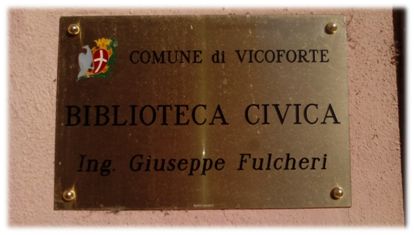 COMUNE di VICOFORTE
BIBLIOTECA CIVICA
Ing. Giuseppe Fulcheri